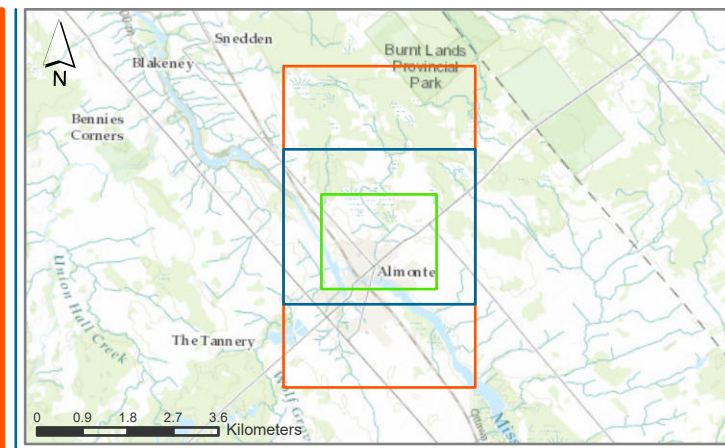 Snedden
Burnt Lands
Provincial
Park
Blakeney
N
Bennies
Corners
Almonte
Union Hall Creek
The Tannery
0 0.9 1.8 2.7 3.6
Kilometers
Ottawa